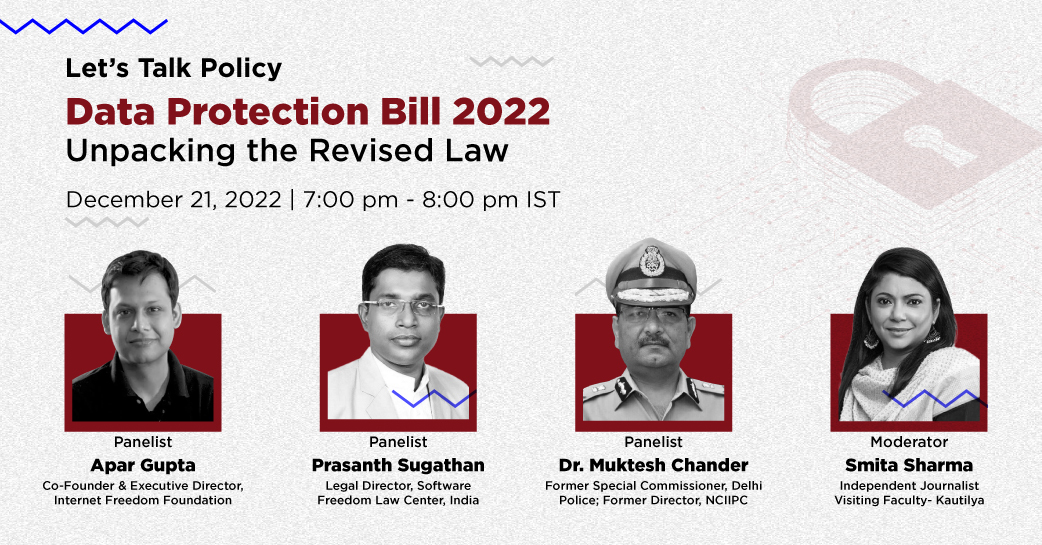 Let's Talk Policy
Data Protection Bill 2022
Unpacking the Revised Law
December 21, 2022 | 7:00 pm - 8:00 pm IST
Panelist
Apar Gupta
Co-Founder & Executive Director,
Internet Freedom Foundation
Panelist
Prasanth Sugathan
Legal Director, Software
Freedom Law Center, India
Panelist
Dr. Muktesh Chander
Former Special Commissioner, Delhi
Police; Former Director, NCIIPC
Moderator
Smita Sharma
Independent Journalist
Visiting Faculty- Kautilya